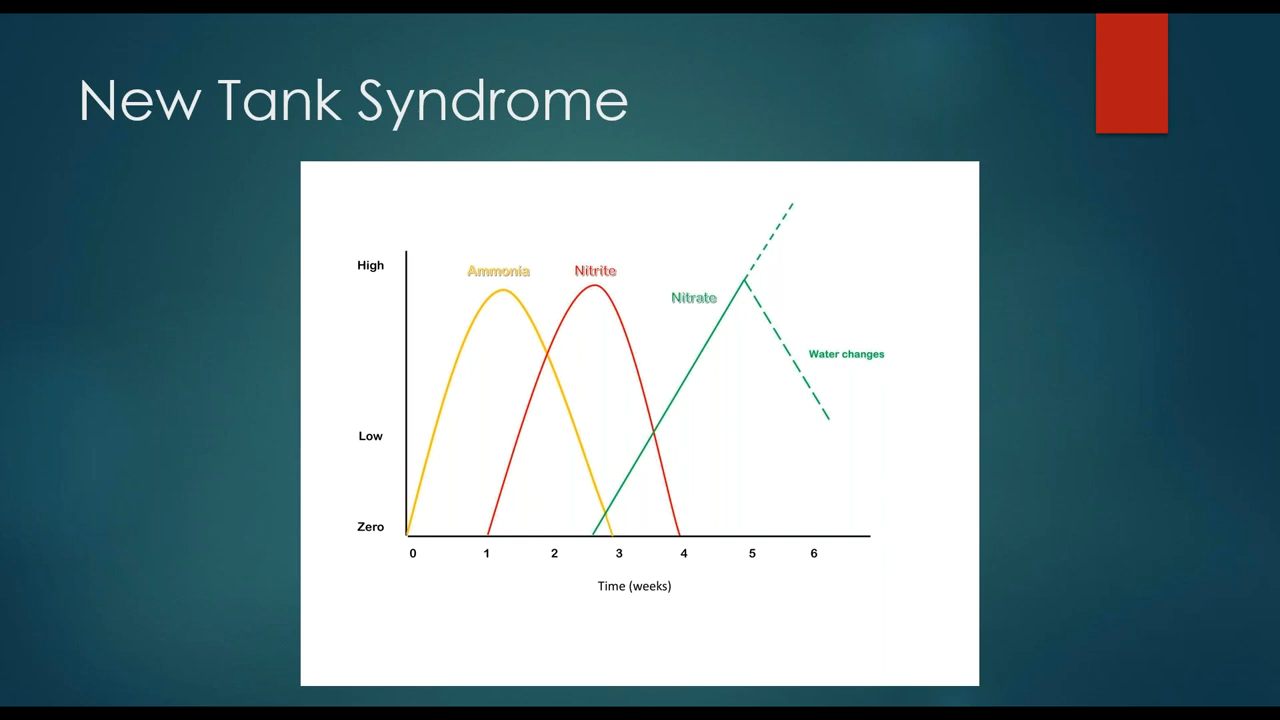 New Tank Syndrome
High
Ammonia
Nitrite
Nitrate
Water changes
Low
Zero
0 1 2 3 4 5 6
Time (weeks)